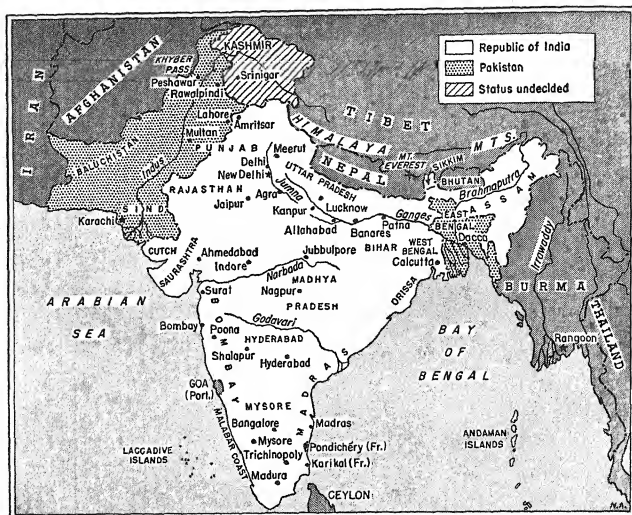 Republic of India
Pakistan
Status undecided
KASHMIR
Srinigar
IRAN
AFGHANISTAN
KHYBER
PASS
Peshawar
Rawalpindi
Lahore
Amritsar
Multan
PUNJAB
BALUCHISTAN
Indus
TIBET
HIMALAYA MTS.
NEPAL
MT.
EVEREST
SIKKIM
BHUTAN
Brahmaputra
ASSAM
Meerut
Delhi
New Delhi
UTTAR PRADESH
RAJASTHAN
Jumna
Jaipur
Agra
Lucknow
Kanpur
Ganges
Allahabad
Banares
Patna
BIHAR
EAST
BENGAL
Dacca
WEST
BENGAL
Calcutta
Karachi
SIND
CUTCH
SAURASHTRA
Ahmedabad
Indore
Jubbulpore
Narbada
MADHYA
PRADESH
Surat
Nagpur
ORISSA
Irrawaddy
BURMA
THAILAND
Rangoon
ARABIAN
SEA
Bombay
BOMBAY
Poona
Godavari
HYDERABAD
Shalapur
Hyderabad
BAY
OF
BENGAL
GOA
(Port.)
MYSORE
MADRAS
Bangalore
Madras
Mysore
Pondichéry (Fr.)
Trichinopoly
Karikal (Fr.)
Madura
MALABAR COAST
LACCADIVE
ISLANDS
ANDAMAN
ISLANDS
CEYLON
M.A.